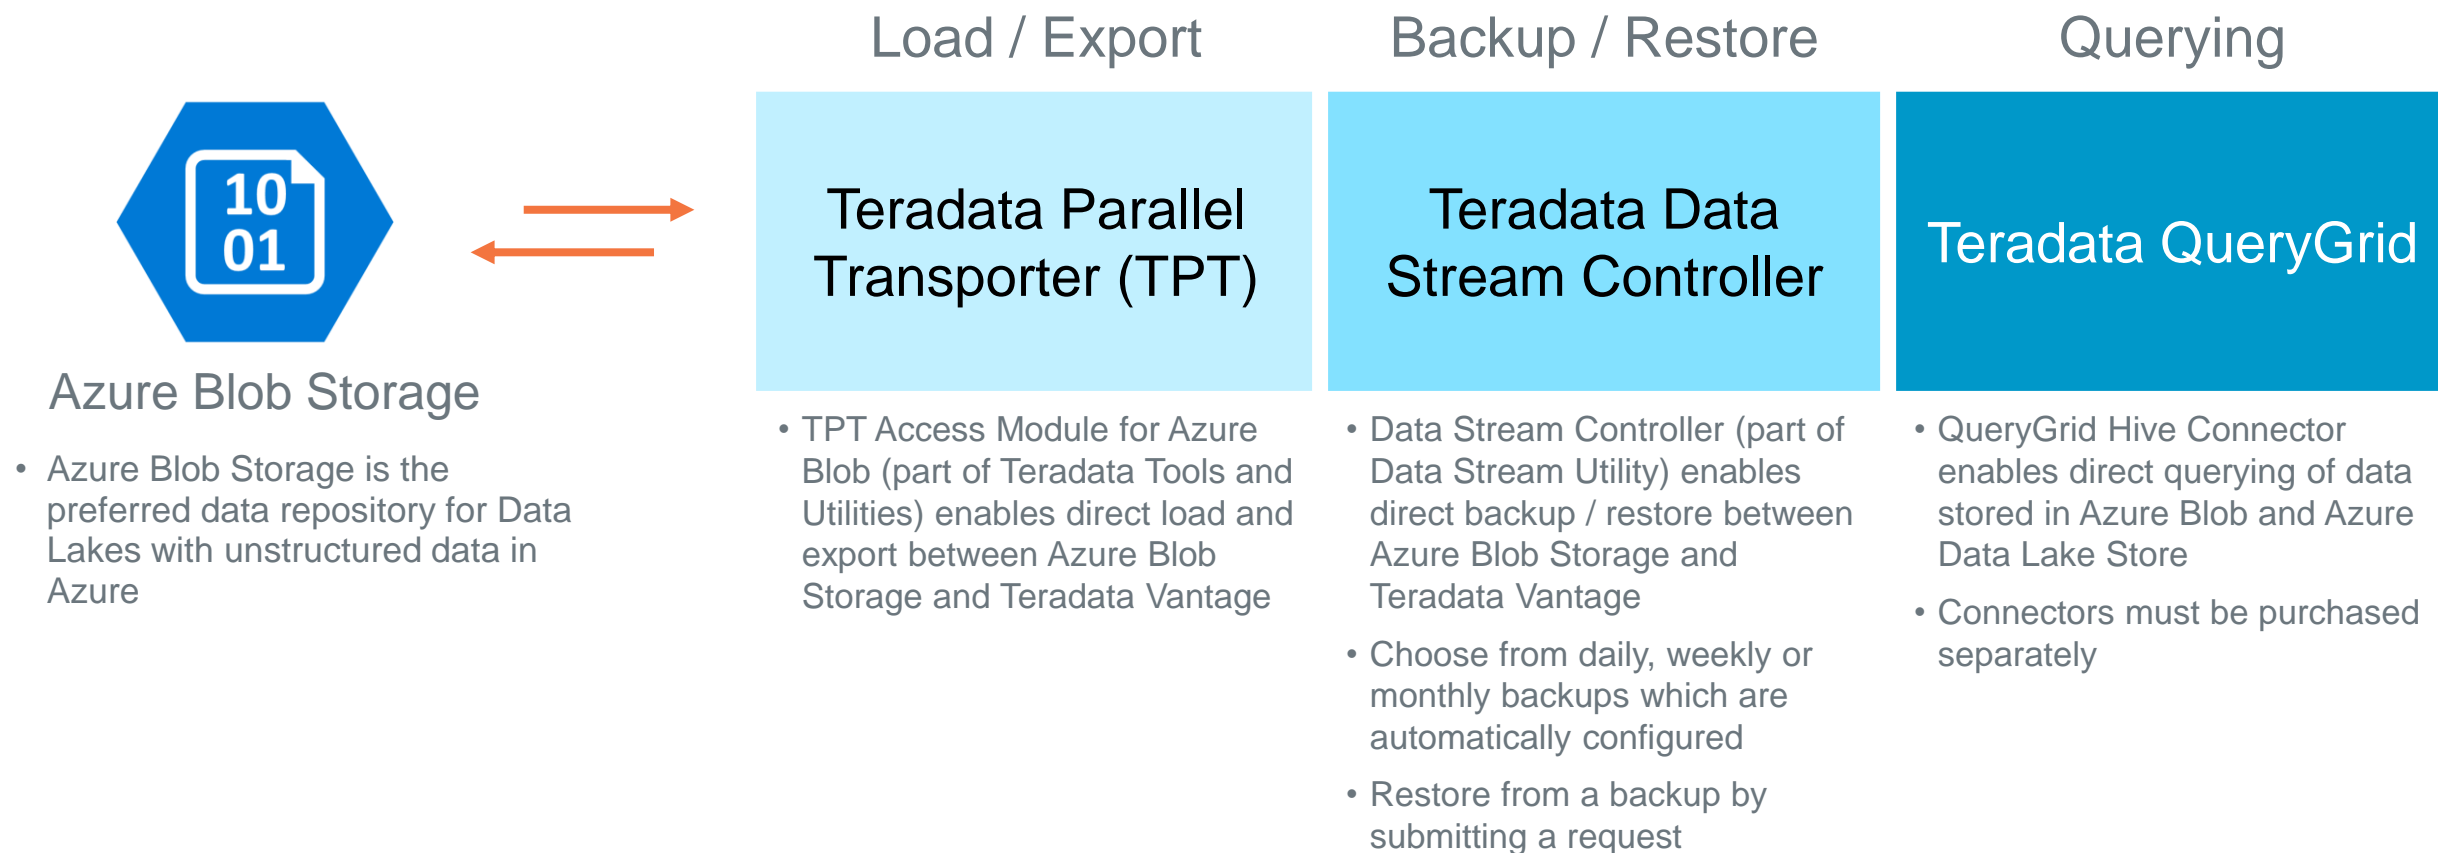 Load / Export
Backup / Restore
Querying
10
01
Azure Blob Storage
• Azure Blob Storage is the
preferred data repository for Data
Lakes with unstructured data in
Azure
Teradata Parallel
Transporter (TPT)
• TPT Access Module for Azure
Blob (part of Teradata Tools and
Utilities) enables direct load and
export between Azure Blob
Storage and Teradata Vantage
Teradata Data
Stream Controller
• Data Stream Controller (part of
Data Stream Utility) enables
direct backup / restore between
Azure Blob Storage and
Teradata Vantage
• Choose from daily, weekly or
monthly backups which are
automatically configured
• Restore from a backup by
submitting a request
Teradata QueryGrid
• QueryGrid Hive Connector
enables direct querying of data
stored in Azure Blob and Azure
Data Lake Store
• Connectors must be purchased
separately